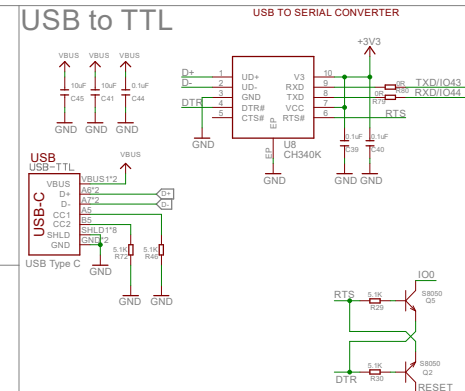 USB to TTL
USB TO SERIAL CONVERTER
VBUS VBUS VBUS
10uF 10uF 0.1uF
C45 C41 C44
GND GND GND
+3V3
D+ 1 UD+ V3 10
D- 2 UD- RXD 9 0R R80 TXD/IO43
3 GND TXD 8 0R R79 RXD/IO44
DTR 4 DTR# VCC 7
5 CTS# RTS# 6 RTS
EP
EP
U8
CH340K
GND
GND
0.1uF 0.1uF
C39 C40
GND GND
USB
USB-TTL
VBUS
USB-C
VBUS VBUS1*2
D+ A6*2 D+
D- A7*2 D-
CC1 A5
CC2 B5
SHLD SHLD1*8
GND GND*2
USB Type C
GND
5.1K 5.1K
R72 R46
GND GND
IO0
RTS 5.1K S8050
R29 Q5
DTR 5.1K S8050
R30 Q2
RESET